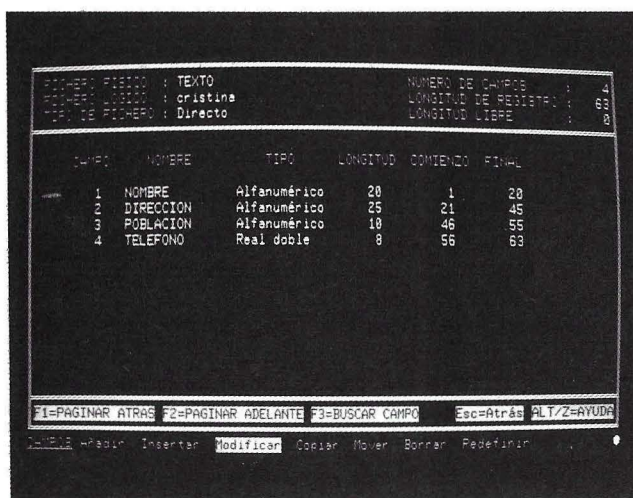 FICHERO FISICO : TEXTO NUMERO DE CAMPOS : 4
FICHERO LOGICO : cristina LONGITUD DE REGISTRO : 63
TIPO DE FICHERO : Directo LONGITUD LIBRE : 0
CAMPO NOMBRE TIPO LONGITUD COMIENZO FINAL
1 NOMBRE Alfanumérico 20 1 20
2 DIRECCION Alfanumérico 25 21 45
3 POBLACION Alfanumérico 10 46 55
4 TELEFONO Real doble 8 56 63
F1=PAGINAR ATRAS F2=PAGINAR ADELANTE F3=BUSCAR CAMPO Esc=Atrás ALT/Z=AYUDA
CAMPOS Añadir Insertar Modificar Copiar Mover Borrar Redefinir